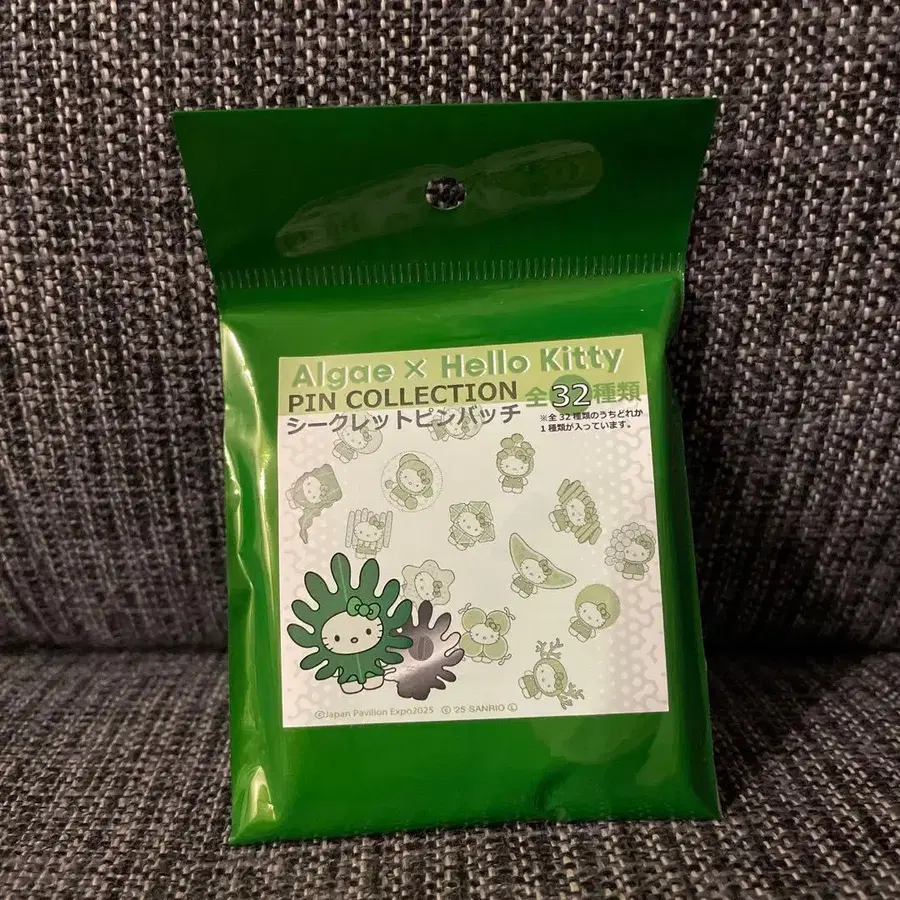 Algae × Hello Kitty
PIN COLLECTION 全32種類
シークレットピンバッチ
※全32種類のうちどれか
1種類が入っています。
©Japan Pavilion Expo2025 © '25 SANRIO Ⓛ